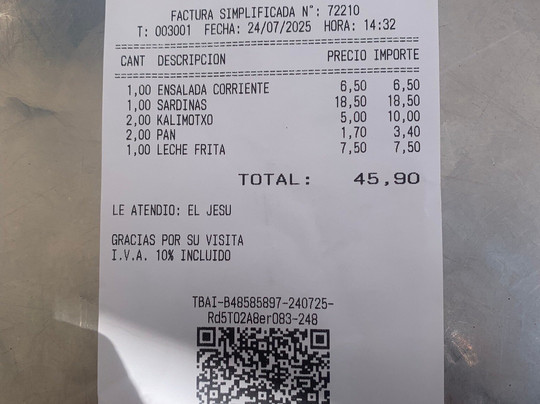 FACTURA SIMPLIFICADA N°: 72210
T: 003001 FECHA: 24/07/2025 HORA: 14:32
CANT DESCRIPCION PRECIO IMPORTE
1,00 ENSALADA CORRIENTE 6,50 6,50
1,00 SARDINAS 18,50 18,50
2,00 KALIMOTXO 5,00 10,00
2,00 PAN 1,70 3,40
1,00 LECHE FRITA 7,50 7,50
TOTAL: 45,90
LE ATENDIO: EL JESU
GRACIAS POR SU VISITA
I.V.A. 10% INCLUIDO
TBAI-B48585897-240725-
Rd5T02A8er083-248